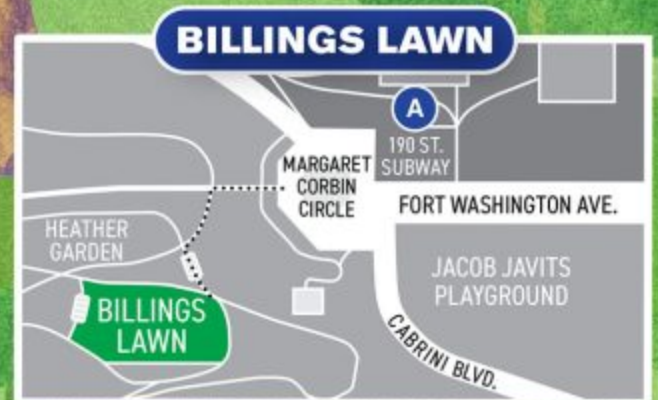 BILLINGS LAWN
A
190 ST.
SUBWAY
MARGARET
CORBIN
CIRCLE
FORT WASHINGTON AVE.
HEATHER
GARDEN
JACOB JAVITS
PLAYGROUND
BILLINGS
LAWN
CABRINI BLVD.